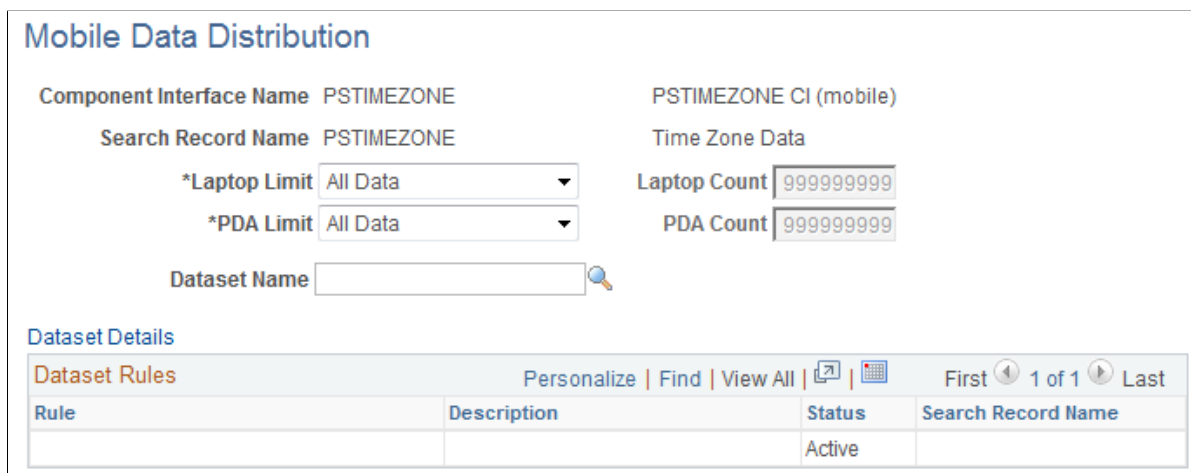 Mobile Data Distribution
Component Interface Name PSTIMEZONE PSTIMEZONE CI (mobile)
Search Record Name PSTIMEZONE Time Zone Data
*Laptop Limit All Data Laptop Count 999999999
*PDA Limit All Data PDA Count 999999999
Dataset Name
Dataset Details
Dataset Rules Personalize | Find | View All | | First 1 of 1 Last
Rule Description Status Search Record Name
Active